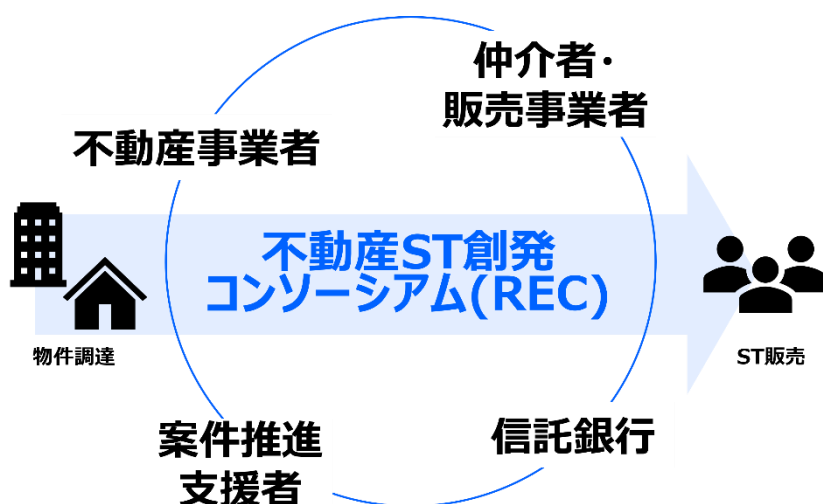 仲介者・
販売事業者
不動産事業者
不動産ST創発
コンソーシアム(REC)
物件調達
ST販売
案件推進
支援者
信託銀行